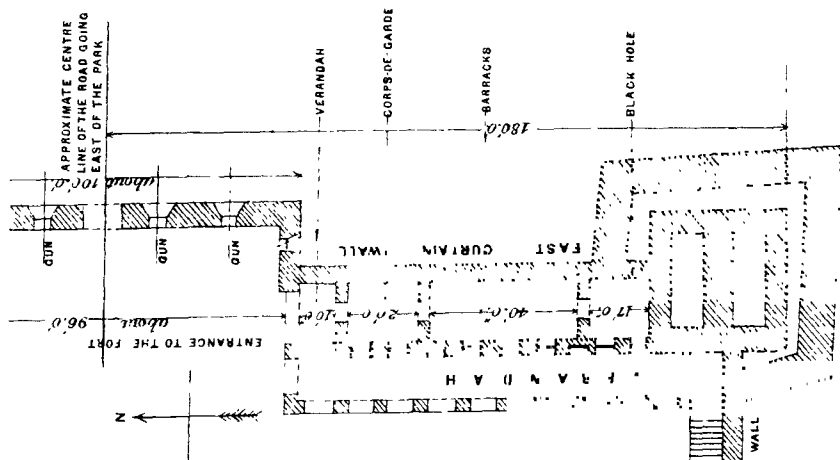 APPROXIMATE CENTRE
LINE OF THE ROAD GOING
EAST OF THE PARK
VERANDAH
CORPS-DE-GARDE
BARRACKS
BLACK HOLE
180.0
about 100.0
GUN
GUN
GUN
EAST CURTAIN WALL
about 96.0
10.0
20.0
40.0
17.0
ENTRANCE TO THE FORT
N
WALL